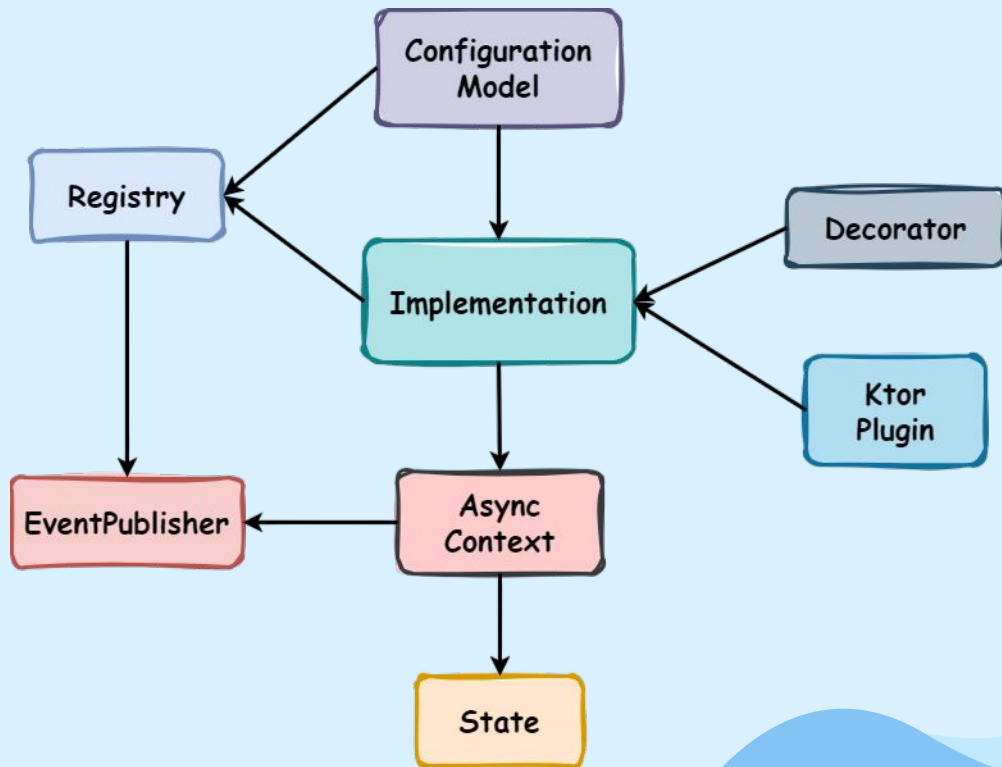 Configuration
Model
Registry
Decorator
Implementation
Ktor
Plugin
EventPublisher
Async
Context
State